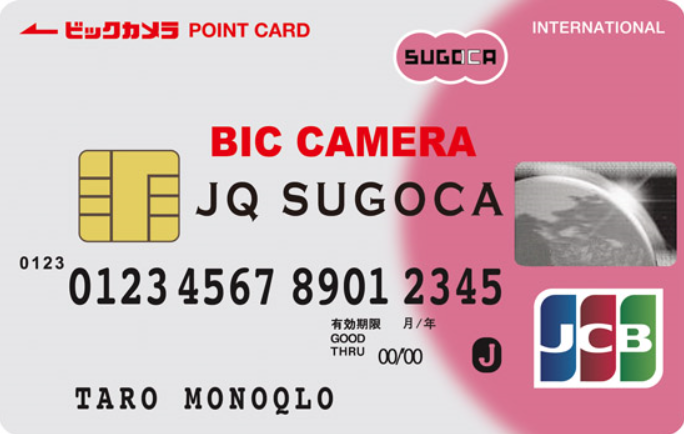 ビックカメラ POINT CARD
SUGOCA
INTERNATIONAL
BIC CAMERA
JQ SUGOCA
0123
0123 4567 8901 2345
有効期限 月/年
GOOD THRU 00/00
J
JCB
TARO MONOQLO